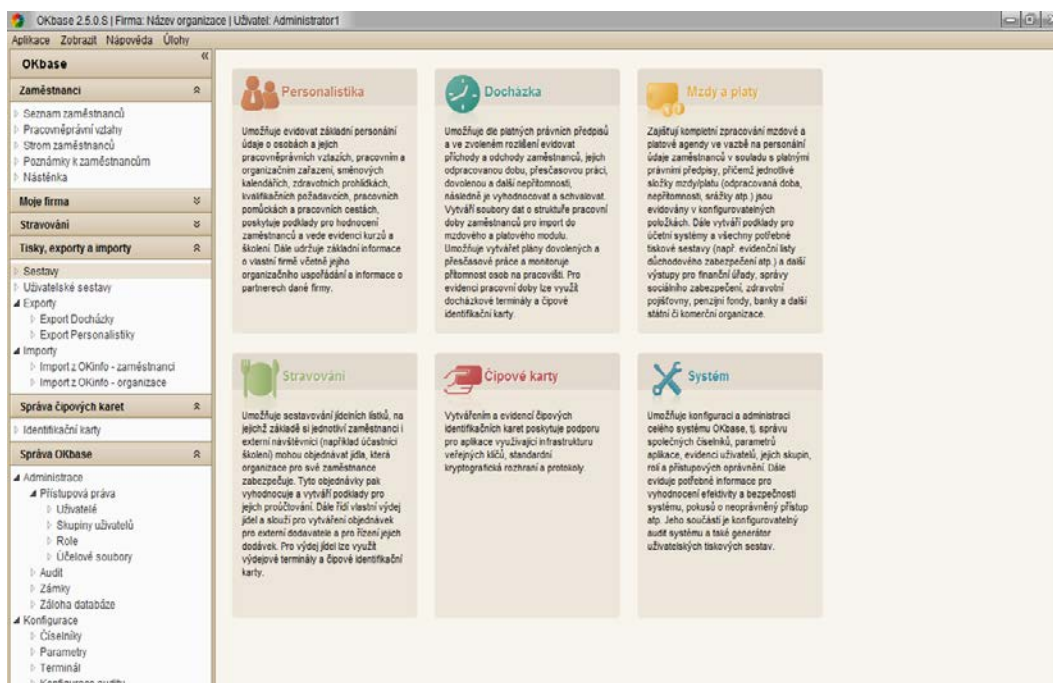 OKbase 2.5.0.S | Firma: Název organizace | Uživatel: Administrator1
Aplikace Zobrazit Nápověda Úlohy
OKbase
Zaměstnanci
Seznam zaměstnanců
Pracovněprávní vztahy
Strom zaměstnanců
Poznámky k zaměstnancům
Nástěnka
Moje firma
Stravování
Tisky, exporty a importy
Sestavy
Uživatelské sestavy
Exporty
Export Docházky
Export Personalistiky
Importy
Import z OKinfo - zaměstnanci
Import z OKinfo - organizace
Správa čipových karet
Identifikační karty
Správa OKbase
Administrace
Přístupová práva
Uživatelé
Skupiny uživatelů
Role
Účelové soubory
Audit
Zámky
Záloha databáze
Konfigurace
Číselníky
Parametry
Terminál
Konfigurace auditu
Personalistika
Umožňuje evidovat základní personální
údaje o osobách a jejich
pracovněprávních vztazích, pracovním a
organizačním zařazení, směnových
kalendářích, zdravotních prohlídkách,
kvalifikačních požadavcích, pracovních
pomůckách a pracovních cestách,
poskytuje podklady pro hodnocení
zaměstnanců a vede evidenci kurzů a
školení. Dále udržuje základní informace
o vlastní firmě včetně jejího
organizačního uspořádání a informace o
partnerech dané firmy.
Docházka
Umožňuje dle platných právních předpisů
a ve zvoleném rozlišení evidovat
příchody a odchody zaměstnanců, jejich
odpracovanou dobu, přesčasovou práci,
dovolenou a další nepřítomnosti,
následně je vyhodnocovat a schvalovat.
Vytváří soubory dat o struktuře pracovní
doby zaměstnanců pro import do
mzdového a platového modulu.
Umožňuje vytvářet plány dovolených a
přesčasové práce a monitoruje
přítomnost osob na pracovišti. Pro
evidenci pracovní doby lze využít
docházkové terminály a čipové
identifikační karty.
Mzdy a platy
Zajišťují kompletní zpracování mzdové a
platové agendy ve vazbě na personální
údaje zaměstnanců v souladu s platnými
právními předpisy, přičemž jednotlivé
složky mzdy/platu (odpracovaná doba,
nepřítomnosti, srážky atp.) jsou
evidovány v konfigurovatelných
položkách. Dále vytváří podklady pro
účetní systémy a všechny potřebné
tiskové sestavy (např. evidenční listy
důchodového zabezpečení atp.) a další
výstupy pro finanční úřady, správy
sociálního zabezpečení, zdravotní
pojišťovny, penzijní fondy, banky a další
státní či komerční organizace.
Stravování
Umožňuje sestavování jídelních lístků, na
jejichž základě si jednotliví zaměstnanci i
externí návštěvníci (například účastníci
školení) mohou objednávat jídla, která
organizace pro své zaměstnance
zabezpečuje. Tyto objednávky pak
vyhodnocuje a vytváří podklady pro
jejich proúčtování. Dále řídí vlastní výdej
jídel a slouží pro vytváření objednávek
pro externí dodavatele a pro řízení jejich
dodávek. Pro výdej jídel lze využít
výdejové terminály a čipové identifikační
karty.
Čipové karty
Vytvářením a evidencí čipových
identifikačních karet poskytuje podporu
pro aplikace využívající infrastrukturu
veřejných klíčů, standardní
kryptografická rozhraní a protokoly.
Systém
Umožňuje konfiguraci a administraci
celého systému OKbase, tj. správu
společných číselníků, parametrů
aplikace, evidenci uživatelů, jejich skupin,
rolí a přístupových oprávnění. Dále
eviduje potřebné informace pro
vyhodnocení efektivity a bezpečnosti
systému, pokusů o neoprávněný přístup
atp. Jeho součástí je konfigurovatelný
audit systému a také generátor
uživatelských tiskových sestav.